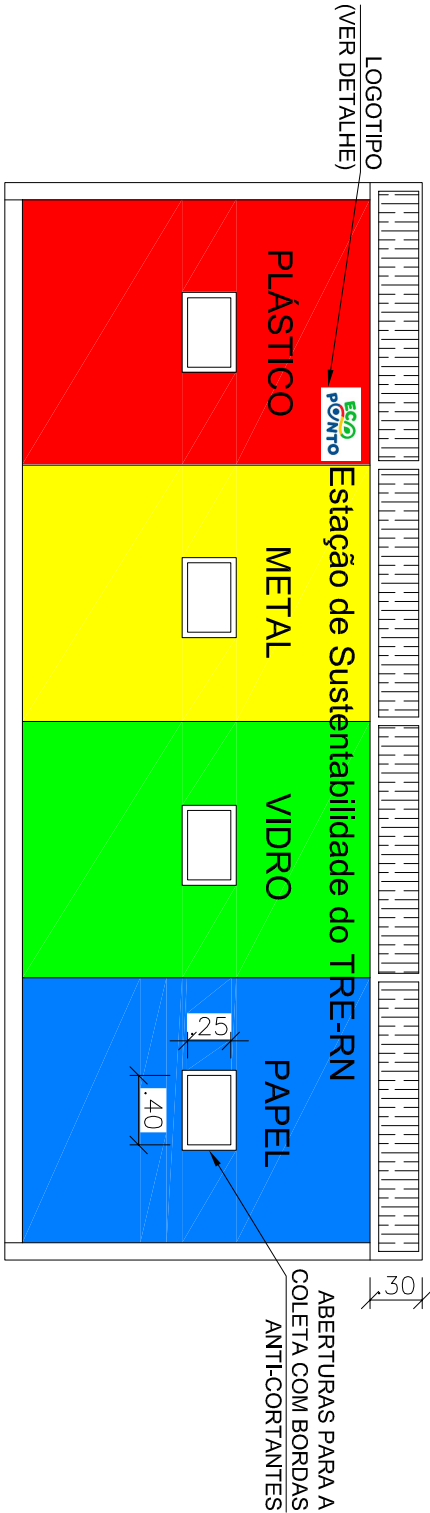 LOGOTIPO
(VER DETALHE)
ECO
PONTO
Estação de Sustentabilidade do TRE-RN
PLÁSTICO
METAL
VIDRO
PAPEL
.25
.40
.30
ABERTURAS PARA A
COLETA COM BORDAS
ANTI-CORTANTES